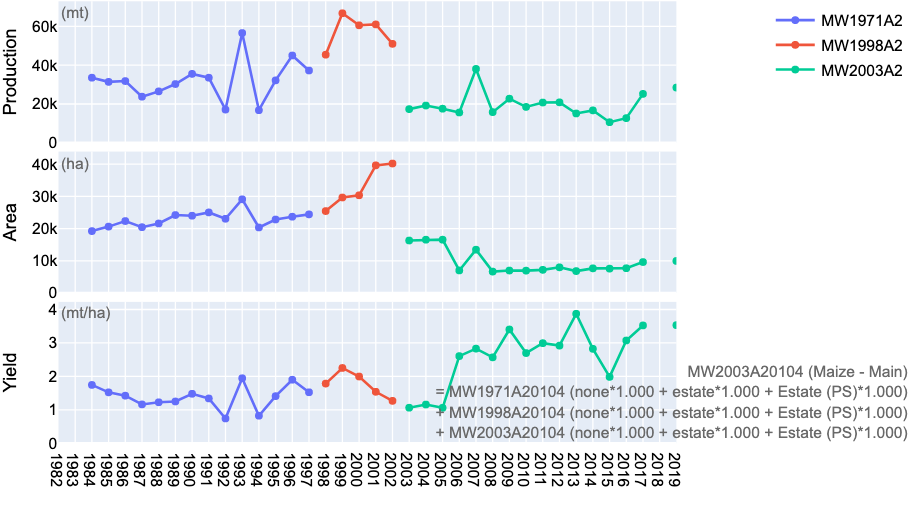 (mt)
Production
60k
40k
20k
0
MW1971A2
MW1998A2
MW2003A2
(ha)
Area
40k
30k
20k
10k
0
(mt/ha)
Yield
4
3
2
1
0
MW2003A20104 (Maize - Main)
= MW1971A20104 (none*1.000 + estate*1.000 + Estate (PS)*1.000)
+ MW1998A20104 (none*1.000 + estate*1.000 + Estate (PS)*1.000)
+ MW2003A20104 (none*1.000 + estate*1.000 + Estate (PS)*1.000)
1982
1983
1984
1985
1986
1987
1988
1989
1990
1991
1992
1993
1994
1995
1996
1997
1998
1999
2000
2001
2002
2003
2004
2005
2006
2007
2008
2009
2010
2011
2012
2013
2014
2015
2016
2017
2018
2019